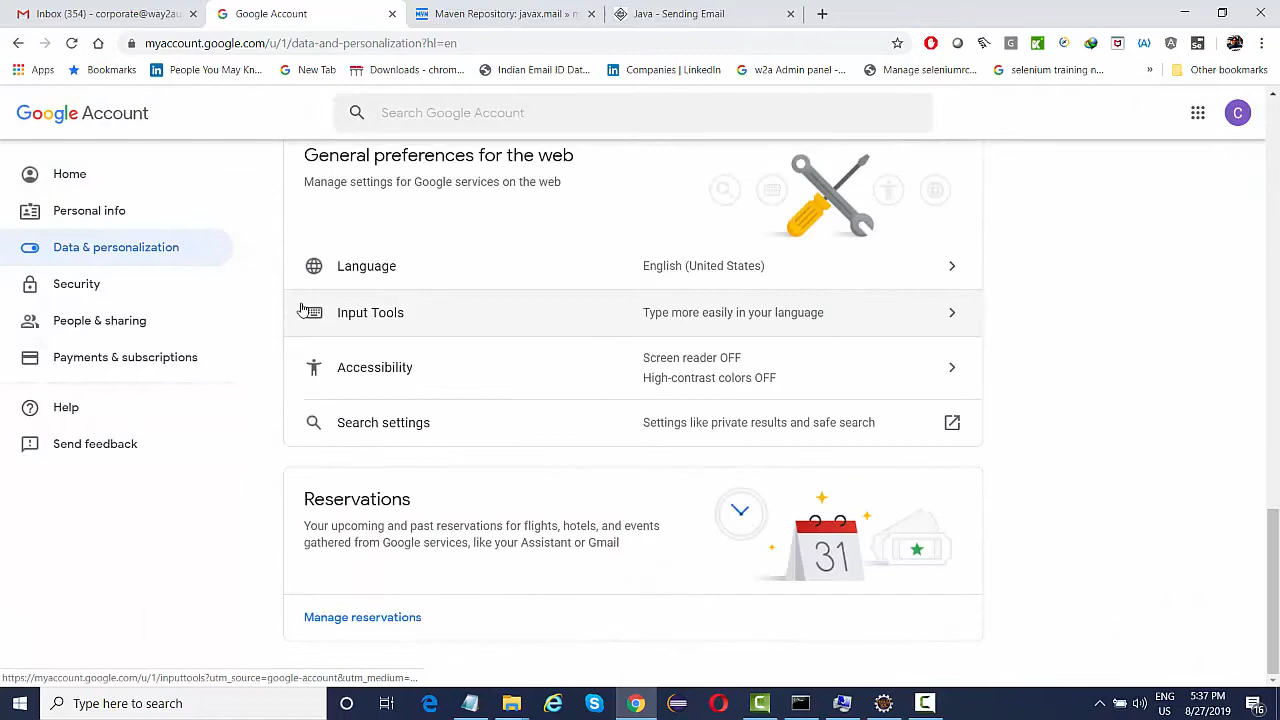 Inbox (354) - corporate@way2au
Google Account
Maven Repository: javax.mail » m
Java - Sending Email
myaccount.google.com/u/1/data-and-personalization?hl=en
Apps
Bookmarks
People You May Know...
New Tab
Downloads - chrom...
Indian Email ID Dat...
Companies | LinkedIn
w2a Admin panel -...
Manage seleniumrc...
selenium training n...
»
Other bookmarks
Google Account
Search Google Account
C
Home
Personal info
Data & personalization
Security
People & sharing
Payments & subscriptions
Help
Send feedback
General preferences for the web
Manage settings for Google services on the web
Language
English (United States)
Input Tools
Type more easily in your language
Accessibility
Screen reader OFF
High-contrast colors OFF
Search settings
Settings like private results and safe search
Reservations
Your upcoming and past reservations for flights, hotels, and events
gathered from Google services, like your Assistant or Gmail
31
Manage reservations
https://myaccount.google.com/u/1/inputtools?utm_source=google-account&utm_medium=...
Type here to search
ENG
US
5:37 PM
8/27/2019